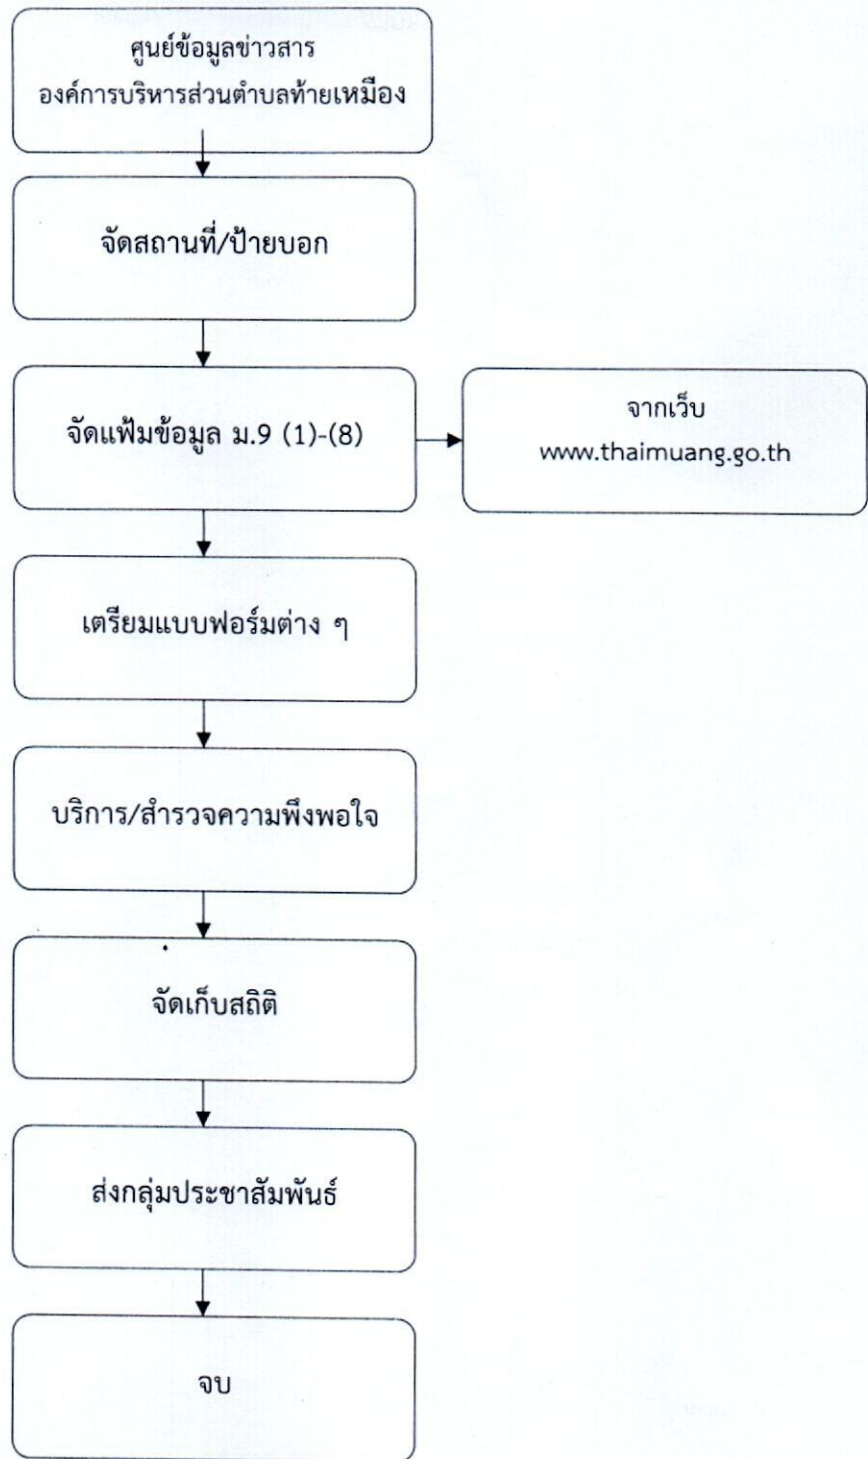 ศูนย์ข้อมูลข่าวสาร
องค์การบริหารส่วนตำบลท้ายเหมือง
จัดสถานที่/ป้ายบอก
จัดแฟ้มข้อมูล ม.9 (1)-(8)
จากเว็บ
www.thaimuang.go.th
เตรียมแบบฟอร์มต่าง ๆ
บริการ/สำรวจความพึงพอใจ
จัดเก็บสถิติ
ส่งกลุ่มประชาสัมพันธ์
จบ